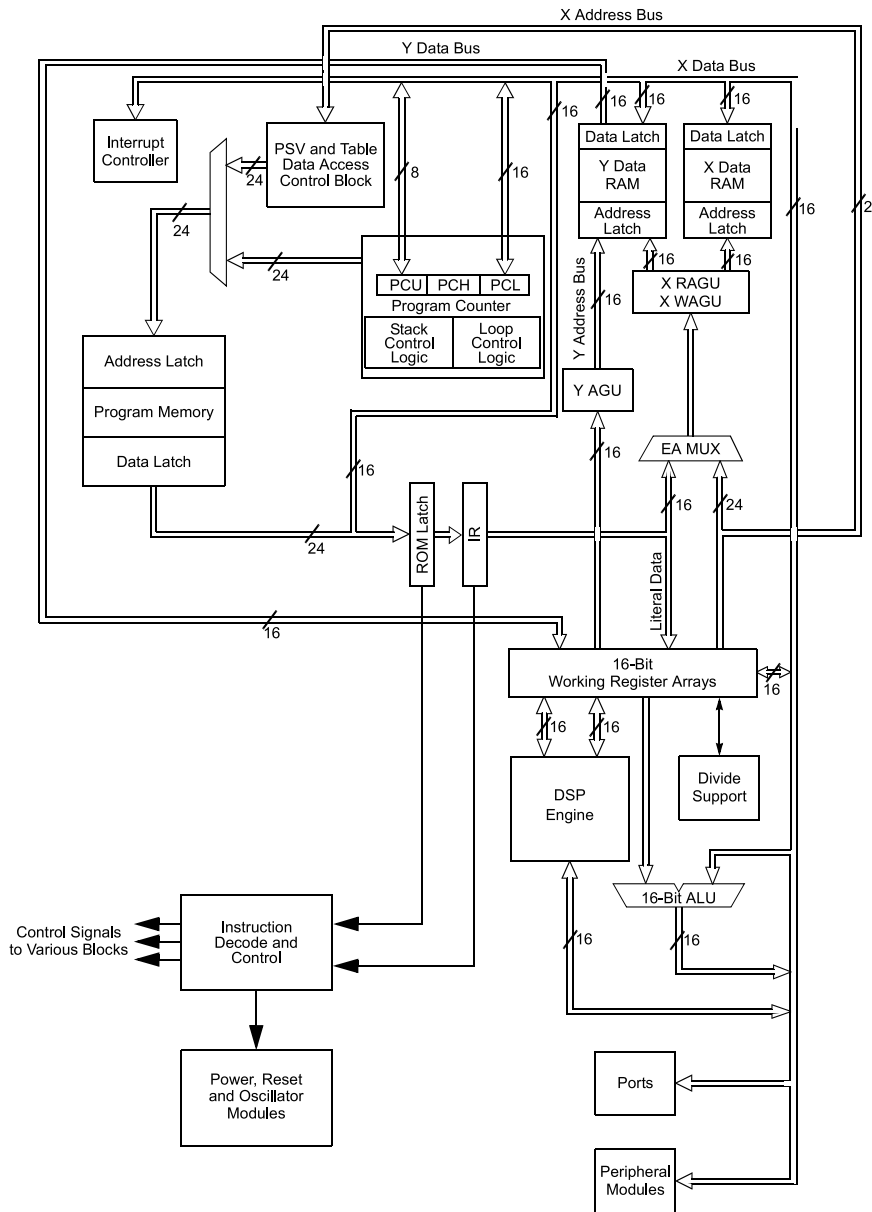 X Address Bus
Y Data Bus
X Data Bus
16
16
16
16
Interrupt
Controller
PSV and Table
Data Access
Control Block
24
8
16
Data Latch
Y Data
RAM
Address
Latch
Data Latch
X Data
RAM
Address
Latch
16
2
24
24
16
16
PCU
PCH
PCL
Program Counter
Stack
Control
Logic
Loop
Control
Logic
X RAGU
X WAGU
Y Address Bus
16
Address Latch
Program Memory
Data Latch
Y AGU
EA MUX
16
16
16
24
24
ROM Latch
IR
Literal Data
16
16-Bit
Working Register Arrays
16
16
16
DSP
Engine
Divide
Support
16-Bit ALU
Control Signals
to Various Blocks
Instruction
Decode and
Control
16
16
Power, Reset
and Oscillator
Modules
Ports
Peripheral
Modules